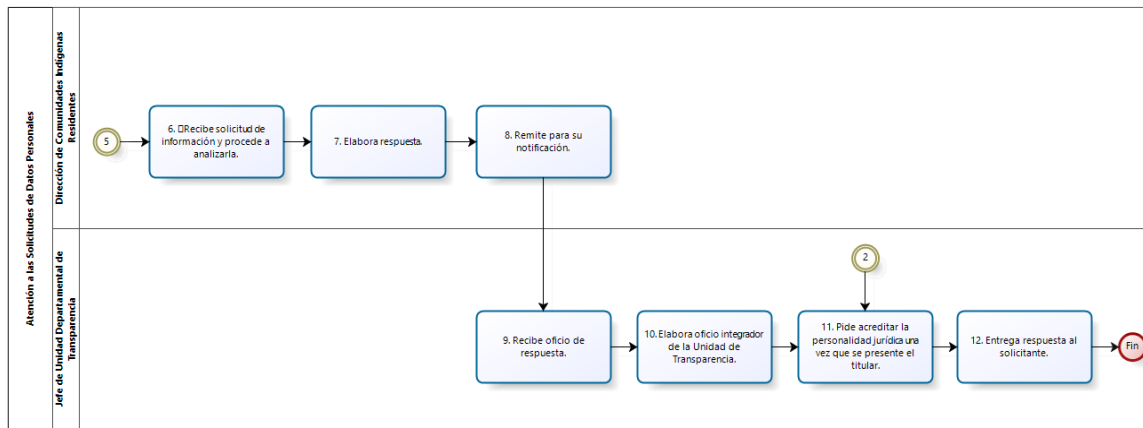 Atención a las Solicitudes de Datos Personales
Dirección de Comunidades Indígenas
Residentes
5
6. Recibe solicitud de
información y procede a
analizarla.
7. Elabora respuesta.
8. Remite para su
notificación.
Jefe de Unidad Departamental de
Transparencia
2
9. Recibe oficio de
respuesta.
10. Elabora oficio integrador
de la Unidad de
Transparencia.
11. Pide acreditar la
personalidad jurídica una
vez que se presente el
titular.
12. Entrega respuesta al
solicitante.
Fin